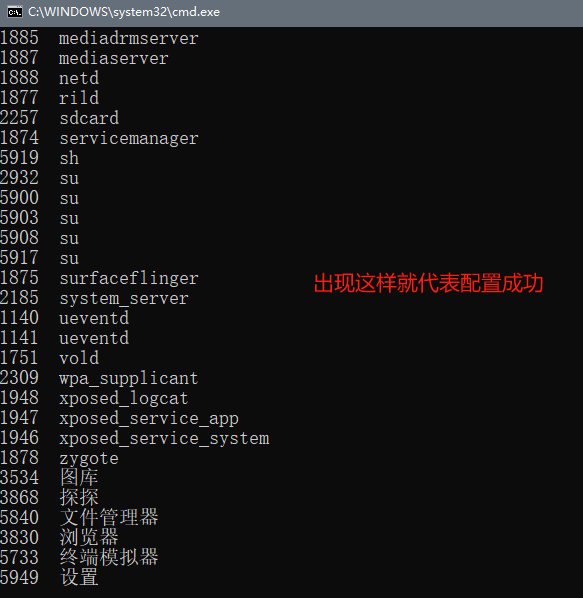 C:\WINDOWS\system32\cmd.exe
1885 mediadrmserver
1887 mediaserver
1888 netd
1877 rild
2257 sdcard
1874 servicemanager
5919 sh
2932 su
5900 su
5903 su
5908 su
5917 su
1875 surfaceflinger
出现这样就代表配置成功
2185 system_server
1140 ueventd
1141 ueventd
1751 vold
2309 wpa_supplicant
1948 xposed_logcat
1947 xposed_service_app
1946 xposed_service_system
1878 zygote
3534 图库
3868 探探
5840 文件管理器
3830 浏览器
5733 终端模拟器
5949 设置